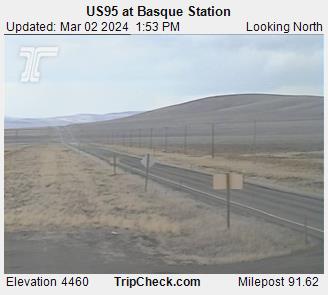 US95 at Basque Station
Updated: Mar 02 2024 1:53 PM Looking North
Elevation 4460 TripCheck.com Milepost 91.62